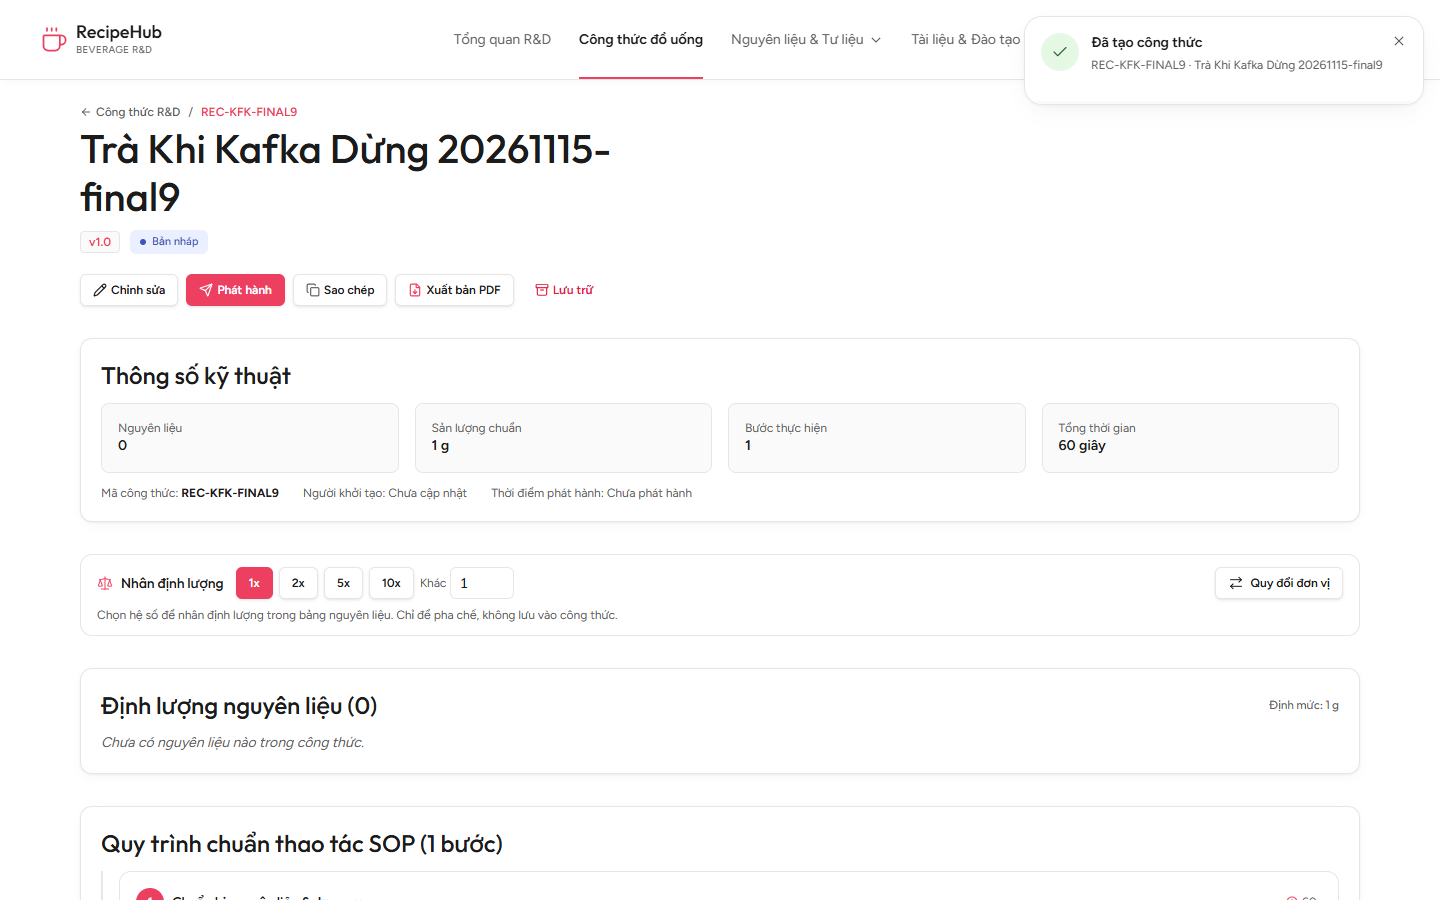 RecipeHub
BEVERAGE R&D
Tổng quan R&D
Công thức đồ uống
Nguyên liệu & Tư liệu
Tài liệu & Đào tạo
Đã tạo công thức
REC-KFK-FINAL9 · Trà Khi Kafka Dừng 20261115-final9
Công thức R&D / REC-KFK-FINAL9
Trà Khi Kafka Dừng 20261115-
final9
v1.0
Bản nháp
Chỉnh sửa
Phát hành
Sao chép
Xuất bản PDF
Lưu trữ
Thông số kỹ thuật
Nguyên liệu
0
Sản lượng chuẩn
1 g
Bước thực hiện
1
Tổng thời gian
60 giây
Mã công thức: REC-KFK-FINAL9
Người khởi tạo: Chưa cập nhật
Thời điểm phát hành: Chưa phát hành
Nhân định lượng
1x
2x
5x
10x
Khác
1
Quy đổi đơn vị
Chọn hệ số để nhân định lượng trong bảng nguyên liệu. Chỉ để pha chế, không lưu vào công thức.
Định lượng nguyên liệu (0)
Định mức: 1 g
Chưa có nguyên liệu nào trong công thức.
Quy trình chuẩn thao tác SOP (1 bước)